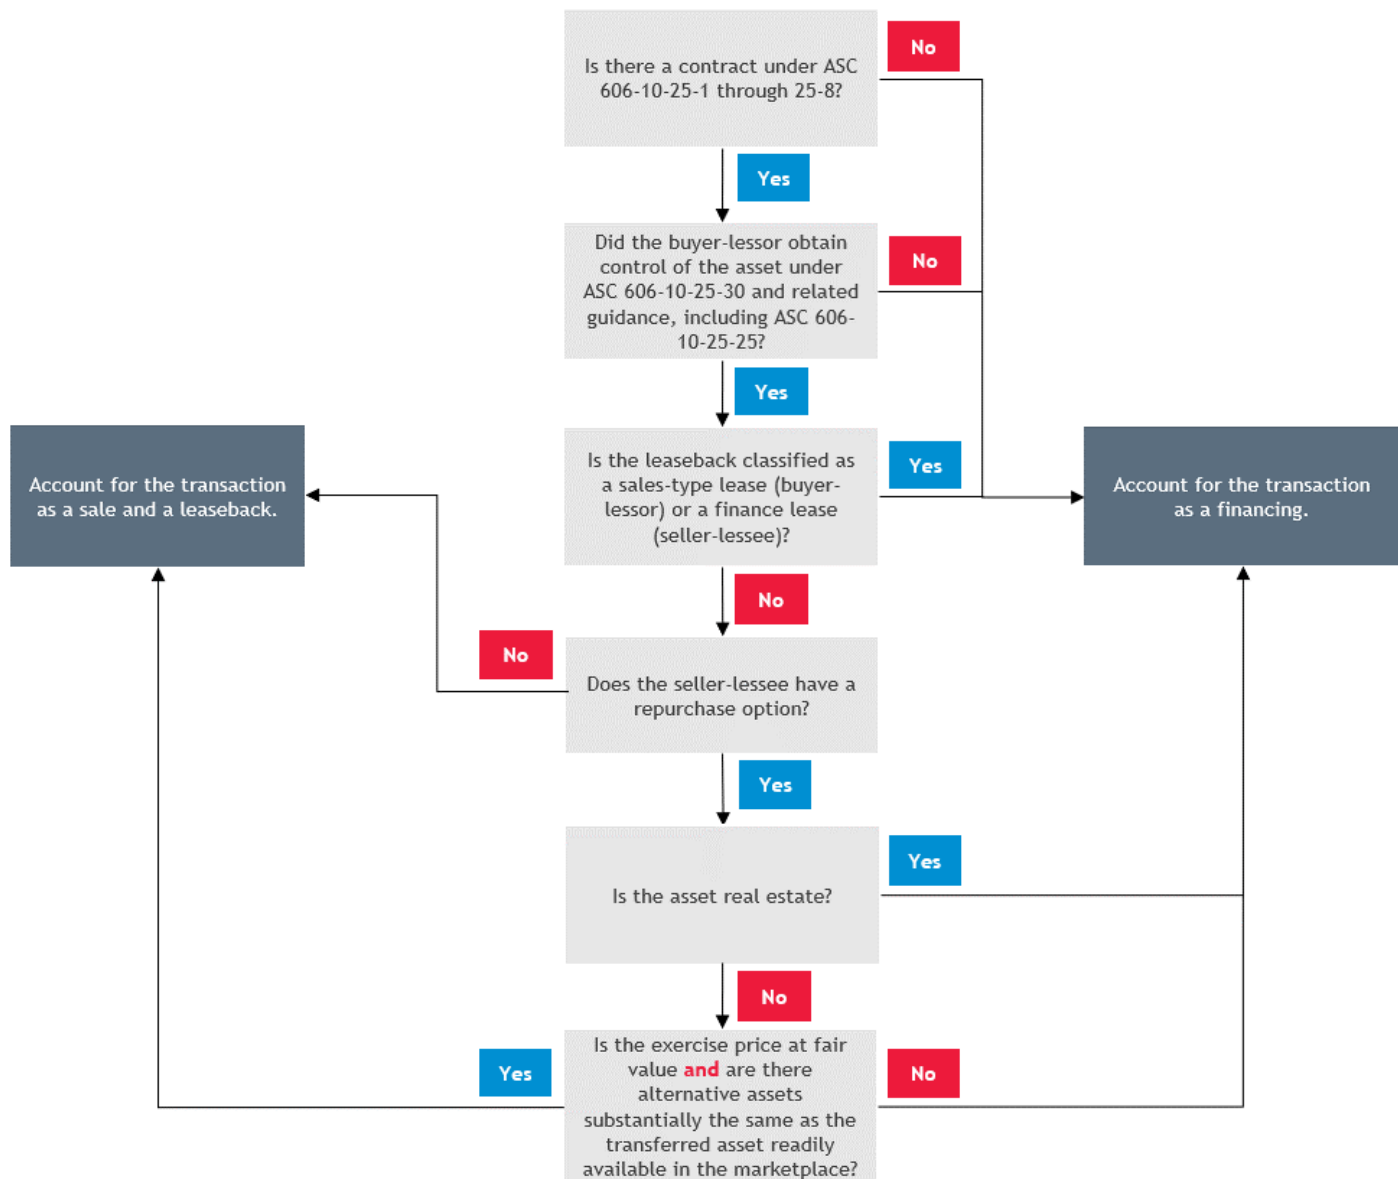 Is there a contract under ASC
606-10-25-1 through 25-8?
No
Yes
Did the buyer-lessor obtain
control of the asset under
ASC 606-10-25-30 and related
guidance, including ASC 606-
10-25-25?
No
Yes
Is the leaseback classified as
a sales-type lease (buyer-
lessor) or a finance lease
(seller-lessee)?
Yes
Account for the transaction
as a sale and a leaseback.
Account for the transaction
as a financing.
No
No
Does the seller-lessee have a
repurchase option?
Yes
Is the asset real estate?
Yes
No
Is the exercise price at fair
value and are there
alternative assets
substantially the same as the
transferred asset readily
available in the marketplace?
Yes
No